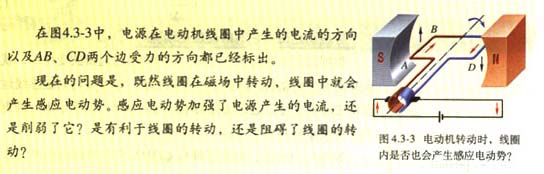 在图4.3-3中，电源在电动机线圈中产生的电流的方向
以及AB、CD两个边受力的方向都已经标出。
现在的问题是，既然线圈在磁场中转动，线圈中就会
产生感应电动势。感应电动势加强了电源产生的电流，还
是削弱了它？是有利于线圈的转动，还是阻碍了线圈的转
动？
B
S
A
D
N
图4.3-3 电动机转动时，线圈
内是否也会产生感应电动势？